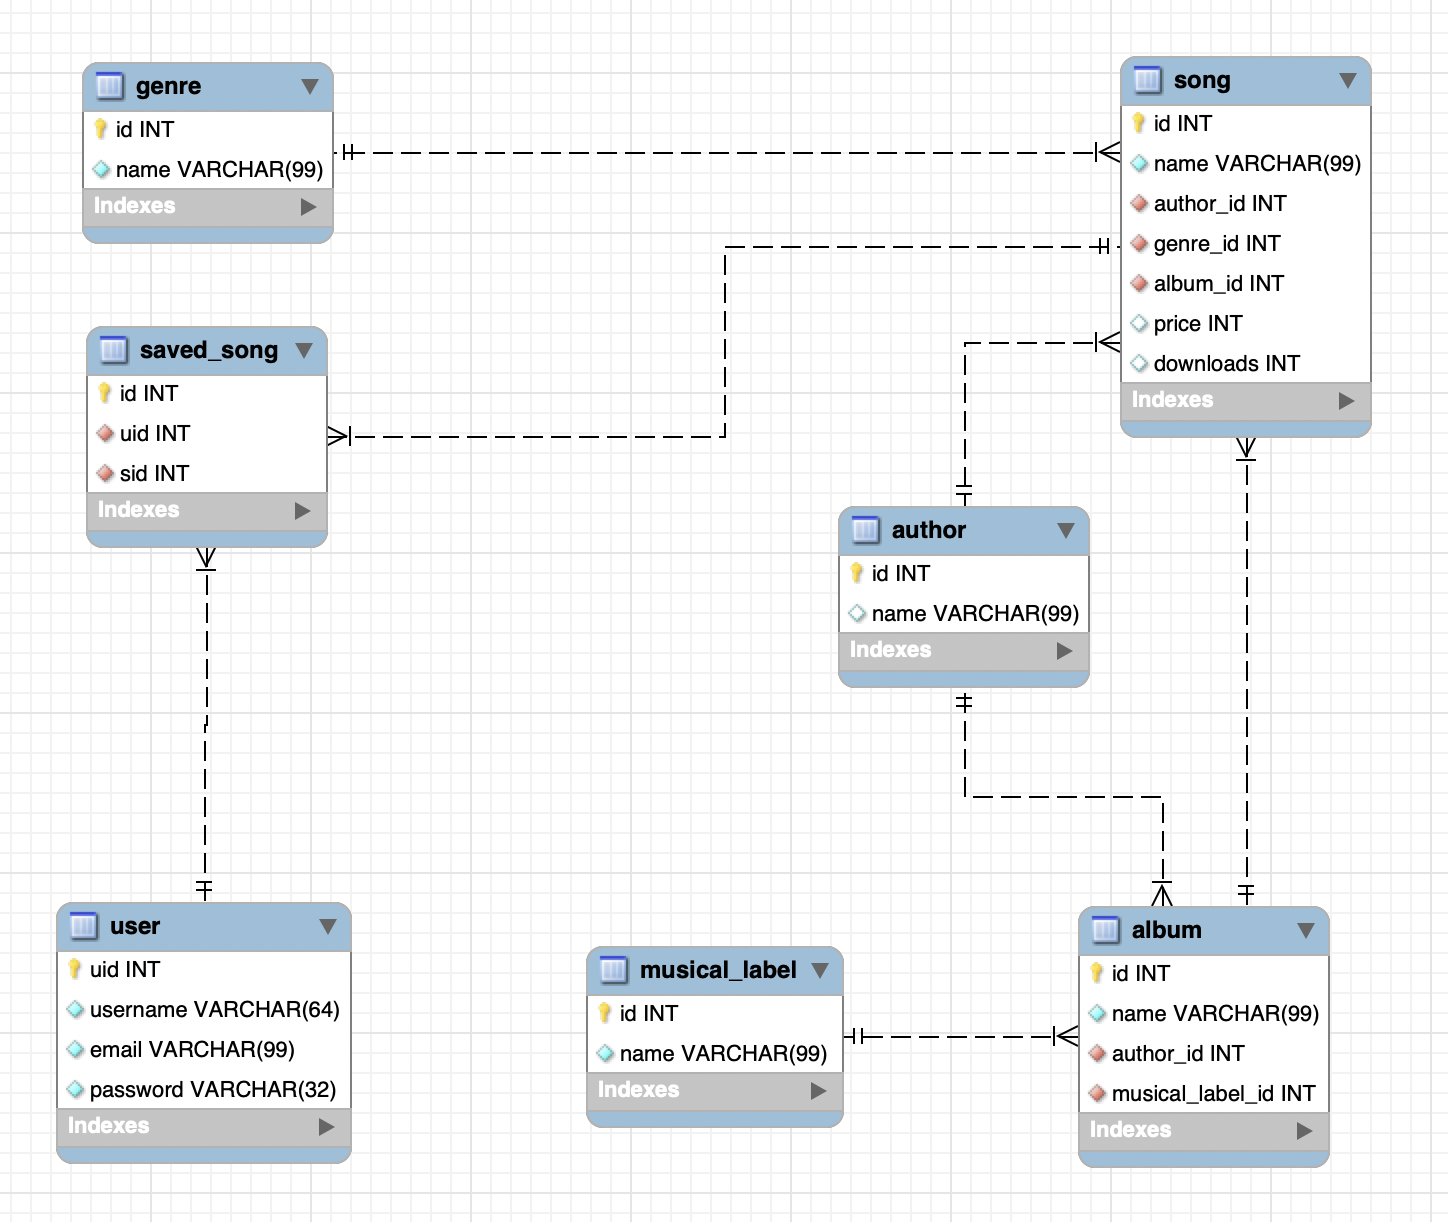 genre
id INT
name VARCHAR(99)
Indexes
song
id INT
name VARCHAR(99)
author_id INT
genre_id INT
album_id INT
price INT
downloads INT
Indexes
saved_song
id INT
uid INT
sid INT
Indexes
author
id INT
name VARCHAR(99)
Indexes
user
uid INT
username VARCHAR(64)
email VARCHAR(99)
password VARCHAR(32)
Indexes
musical_label
id INT
name VARCHAR(99)
Indexes
album
id INT
name VARCHAR(99)
author_id INT
musical_label_id INT
Indexes